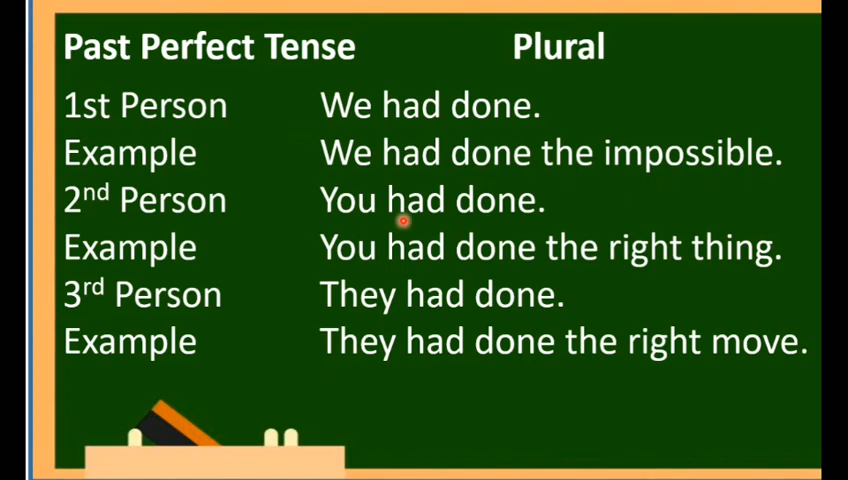 Past Perfect Tense Plural
1st Person We had done.
Example We had done the impossible.
2nd Person You had done.
Example You had done the right thing.
3rd Person They had done.
Example They had done the right move.